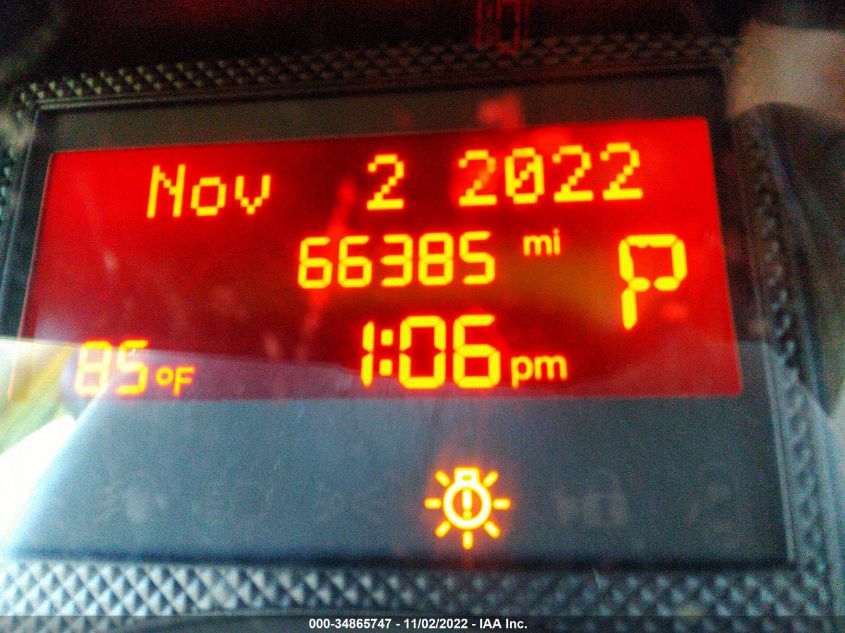 Nov 2 2022
66385 mi
P
1:06 pm
85 °F
000-34865747 - 11/02/2022 - IAA Inc.